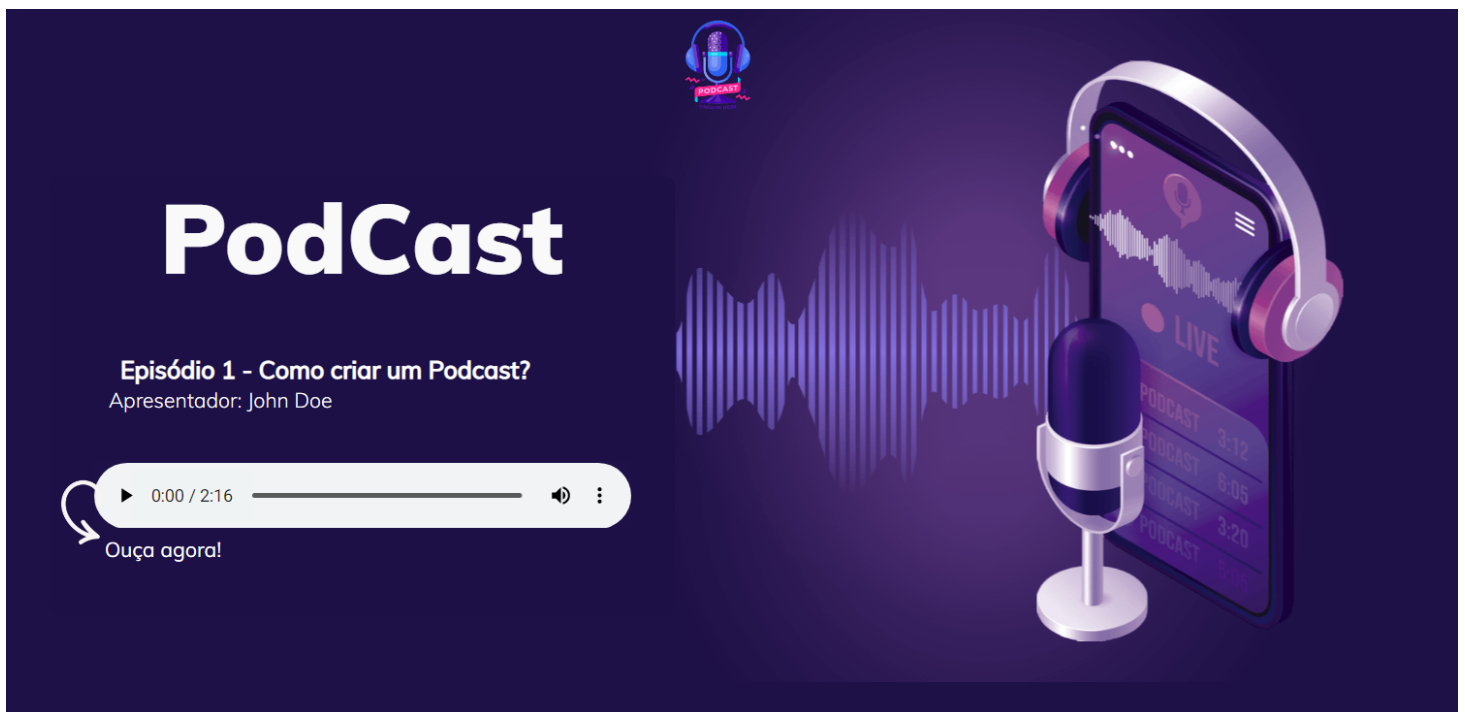 PODCAST
PodCast
Episódio 1 - Como criar um Podcast?
Apresentador: John Doe
0:00 / 2:16
Ouça agora!
LIVE
PODCAST 3:12
PODCAST 6:05
PODCAST 3:20
PODCAST